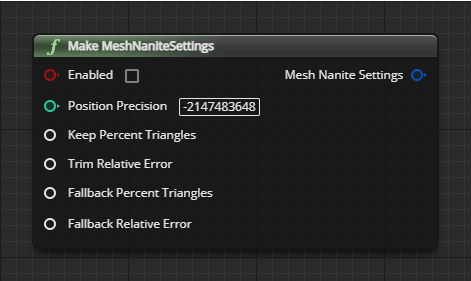 f Make MeshNaniteSettings
Enabled Mesh Nanite Settings
Position Precision -2147483648
Keep Percent Triangles
Trim Relative Error
Fallback Percent Triangles
Fallback Relative Error